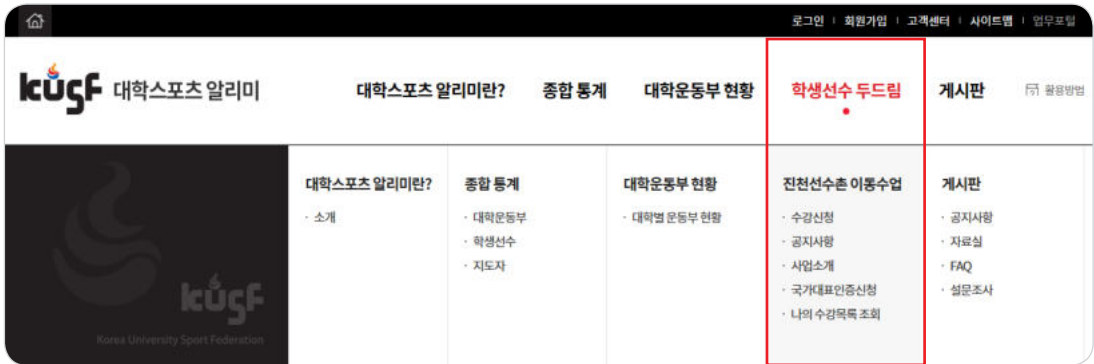 로그인 | 회원가입 | 고객센터 | 사이트맵 | 업무포털
kusf 대학스포츠 알리미
대학스포츠 알리미란? 종합 통계 대학운동부 현황 학생선수 두드림 게시판 활용방법
대학스포츠 알리미란?
· 소개
종합 통계
· 대학운동부
· 학생선수
· 지도자
대학운동부 현황
· 대학별 운동부 현황
진천선수촌 이동수업
· 수강신청
· 공지사항
· 사업소개
· 국가대표인증신청
· 나의 수강목록 조회
게시판
· 공지사항
· 자료실
· FAQ
· 설문조사
kusf
Korea University Sport Federation